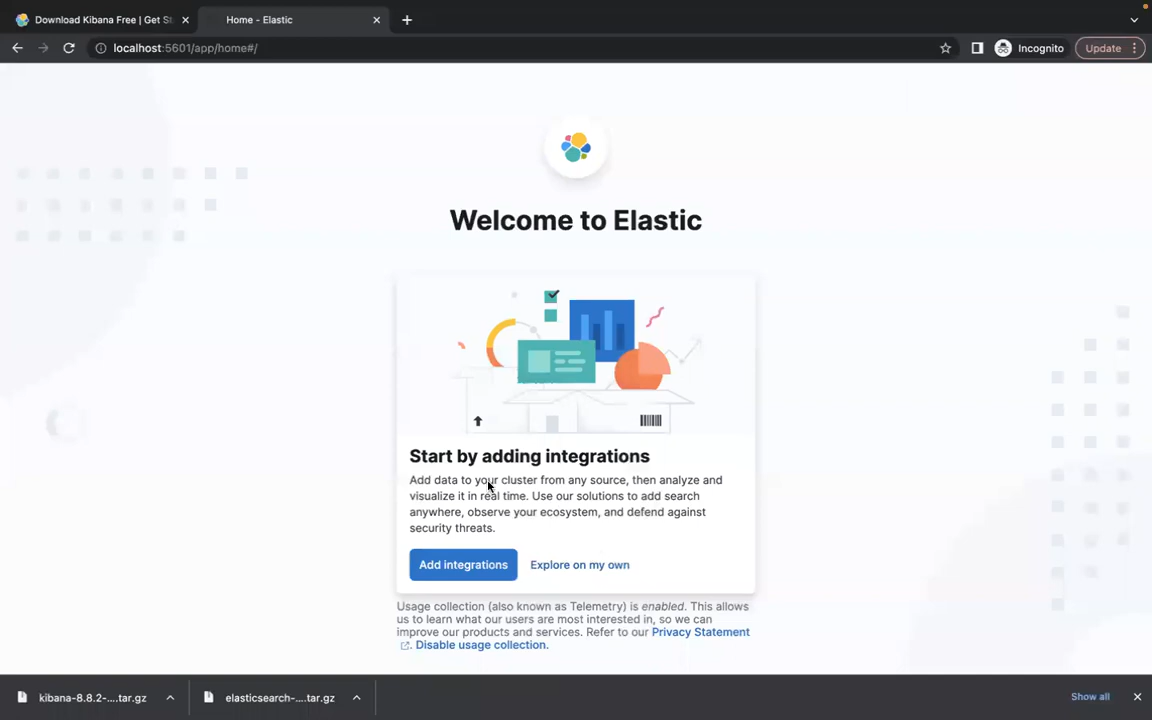 Download Kibana Free | Get St
Home - Elastic
localhost:5601/app/home#/
Incognito
Update
Welcome to Elastic
Start by adding integrations
Add data to your cluster from any source, then analyze and
visualize it in real time. Use our solutions to add search
anywhere, observe your ecosystem, and defend against
security threats.
Add integrations
Explore on my own
Usage collection (also known as Telemetry) is enabled. This allows
us to learn what our users are most interested in, so we can
improve our products and services. Refer to our Privacy Statement
. Disable usage collection.
kibana-8.8.2-....tar.gz
elasticsearch-....tar.gz
Show all